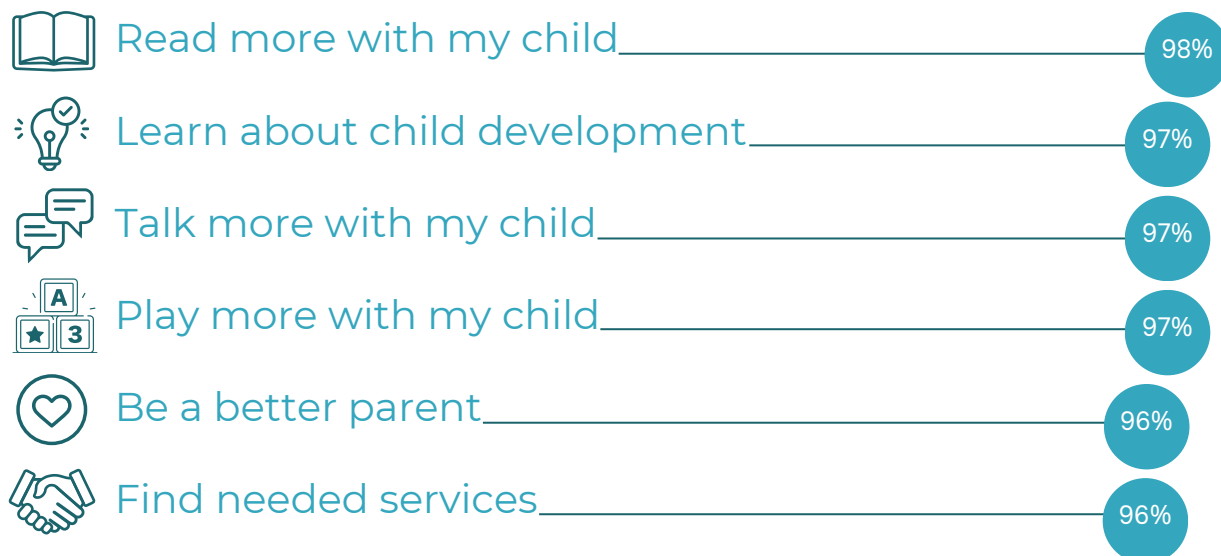 Read more with my child 98%
Learn about child development 97%
Talk more with my child 97%
A
Play more with my child 97%
3
Be a better parent 96%
Find needed services 96%